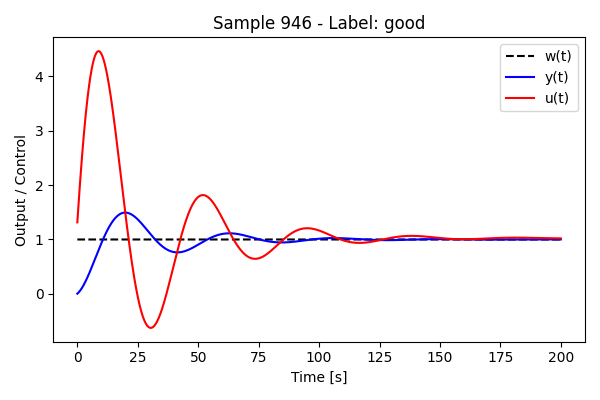 Sample 946 - Label: good
w(t)
y(t)
u(t)
Output / Control
4
3
2
1
0
0 25 50 75 100 125 150 175 200
Time [s]